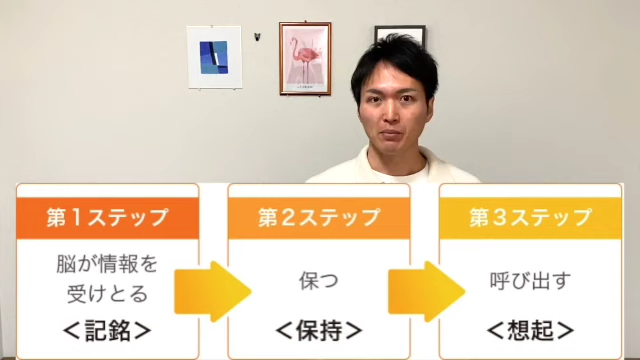 第1ステップ
脳が情報を
受けとる
＜記銘＞
第2ステップ
保つ
＜保持＞
第3ステップ
呼び出す
＜想起＞